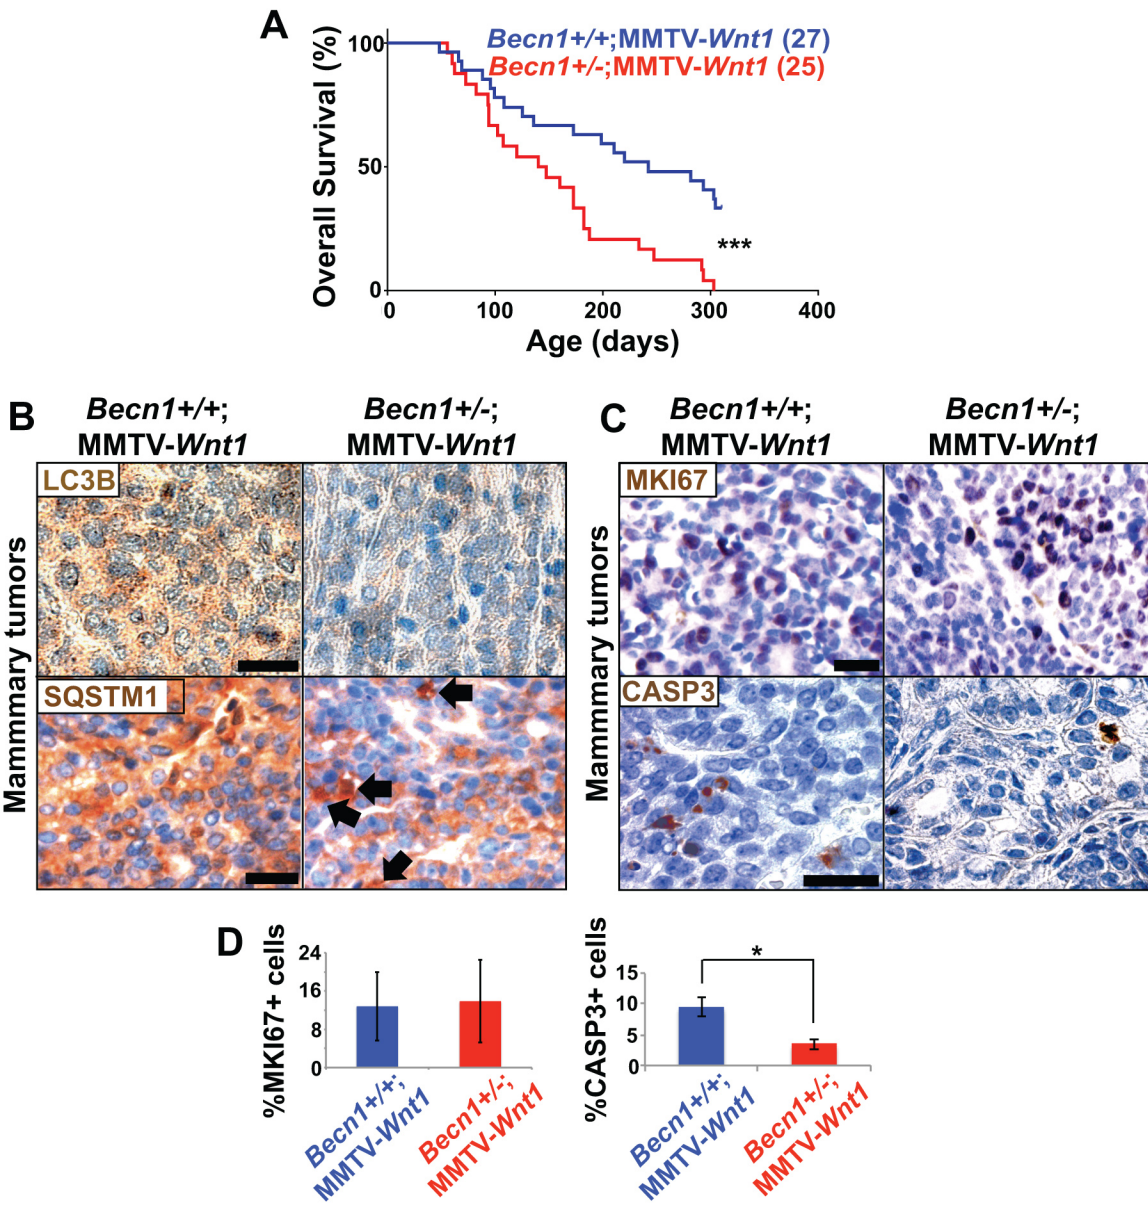 A
Overall Survival (%)
100
50
0
Becn1+/+;MMTV-Wnt1 (27)
Becn1+/-;MMTV-Wnt1 (25)
***
0 100 200 300 400
Age (days)
B
Becn1+/+;
MMTV-Wnt1
Becn1+/-;
MMTV-Wnt1
Mammmary tumors
LC3B
SQSTM1
C
Becn1+/+;
MMTV-Wnt1
Becn1+/-;
MMTV-Wnt1
Mammmary tumors
MKI67
CASP3
D
%MKI67+ cells
24
16
8
0
Becn1+/+;
MMTV-Wnt1
Becn1+/-;
MMTV-Wnt1
%CASP3+ cells
15
10
5
0
*
Becn1+/+;
MMTV-Wnt1
Becn1+/-;
MMTV-Wnt1